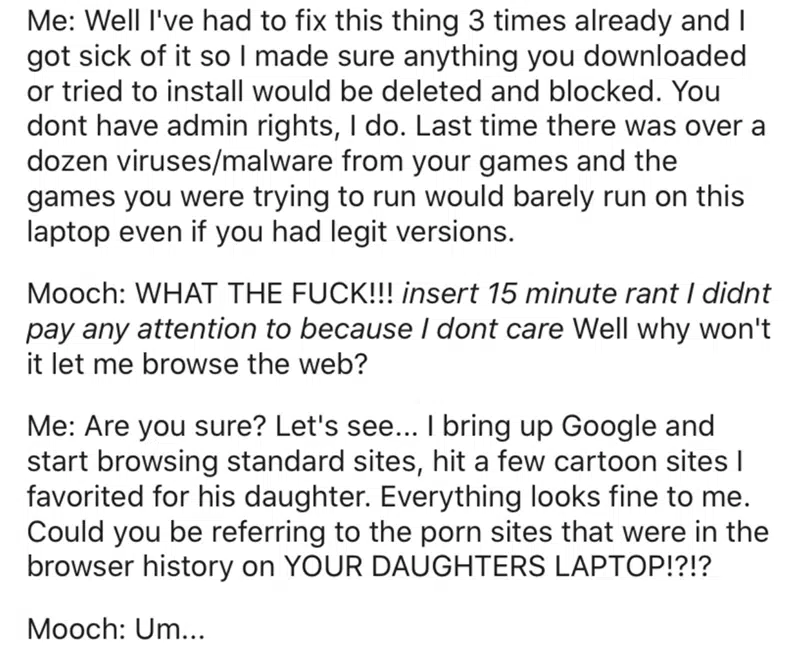 Me: Well I've had to fix this thing 3 times already and I
got sick of it so I made sure anything you downloaded
or tried to install would be deleted and blocked. You
dont have admin rights, I do. Last time there was over a
dozen viruses/malware from your games and the
games you were trying to run would barely run on this
laptop even if you had legit versions.
Mooch: WHAT THE FUCK!!! insert 15 minute rant I didnt
pay any attention to because I dont care Well why won't
it let me browse the web?
Me: Are you sure? Let's see... I bring up Google and
start browsing standard sites, hit a few cartoon sites I
favorited for his daughter. Everything looks fine to me.
Could you be referring to the porn sites that were in the
browser history on YOUR DAUGHTERS LAPTOP!?!?
Mooch: Um...